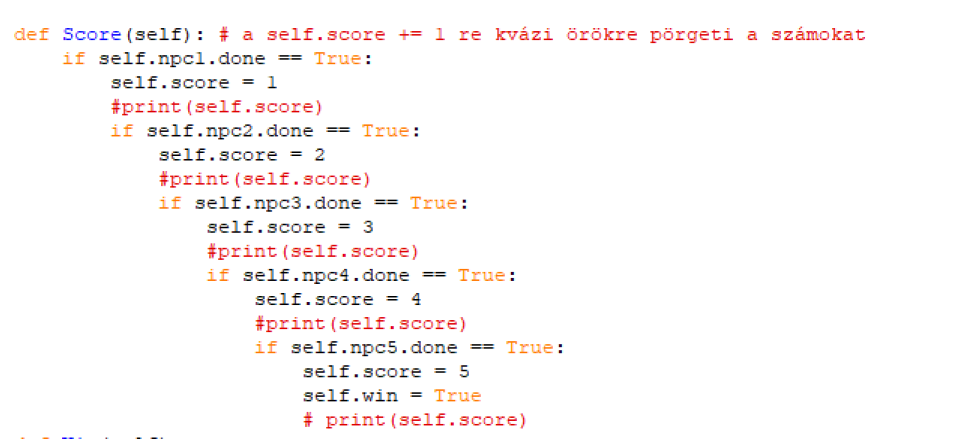 def Score(self): # a self.score += 1 re kvázi örökre pörgeti a számokat
if self.npc1.done == True:
self.score = 1
#print(self.score)
if self.npc2.done == True:
self.score = 2
#print(self.score)
if self.npc3.done == True:
self.score = 3
#print(self.score)
if self.npc4.done == True:
self.score = 4
#print(self.score)
if self.npc5.done == True:
self.score = 5
self.win = True
# print(self.score)